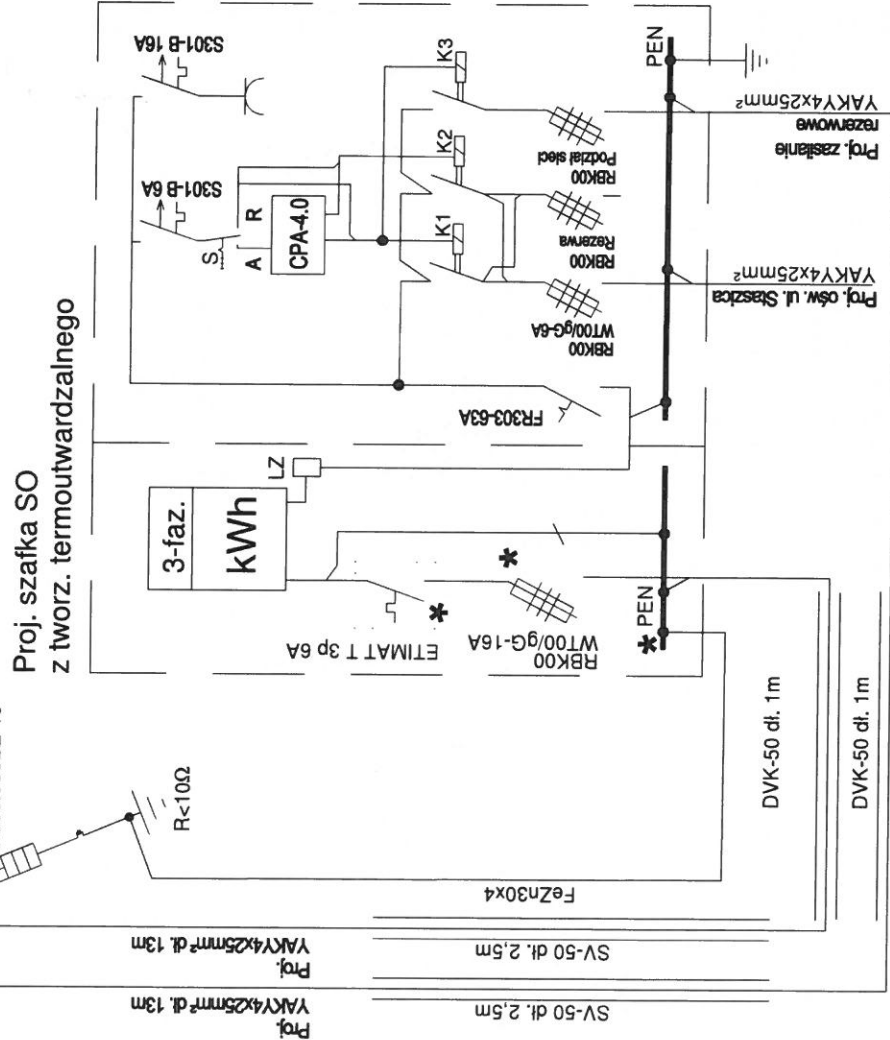 Proj. szafka SO
z tworz. termoutwardzalnego
S301-B 16A
S301-B 6A
S
A
R
CPA-4.0
K1
K2
K3
3-faz.
kWh
LZ
FR303-63A
RBK00
WT00/gG-6A
RBK00
Rezerwa
RBK00
Podział sieci
ETIMAT T 3p 6A
RBK00
WT00/gG-16A
PEN
PEN
R<10Ω
FeZn30x4
Proj. ośw. ul. Staszica
YAKY4x25mm²
Proj. zasilanie
rezerwowe
YAKY4x25mm²
DVK-50 dł. 1m
DVK-50 dł. 1m
Proj.
YAKY4x25mm² dł. 13m
SV-50 dł. 2,5m
Proj.
YAKY4x25mm² dł. 13m
SV-50 dł. 2,5m